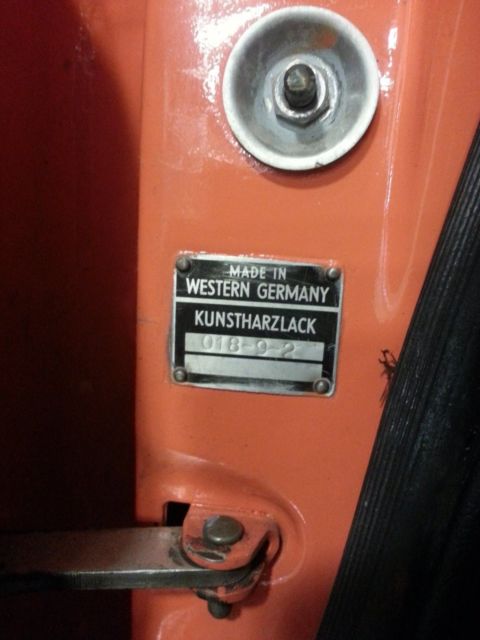 MADE IN
WESTERN GERMANY
KUNSTHARZLACK
018-9-2